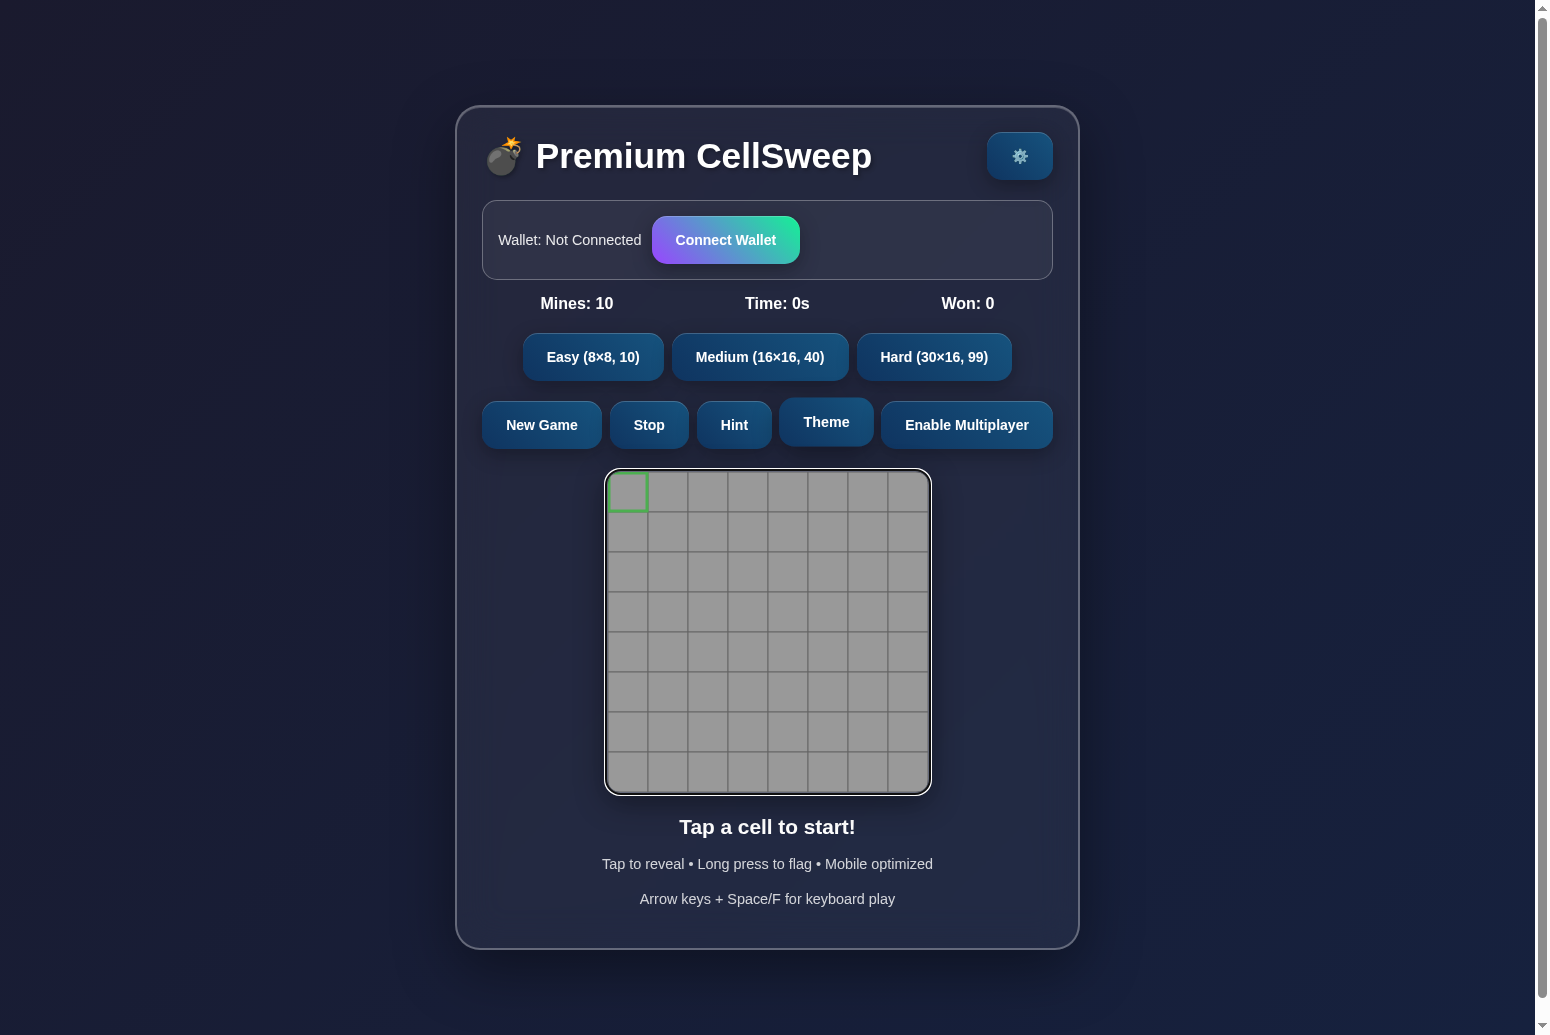 Premium CellSweep
Wallet: Not Connected Connect Wallet
Mines: 10 Time: 0s Won: 0
Easy (8×8, 10) Medium (16×16, 40) Hard (30×16, 99)
New Game Stop Hint Theme Enable Multiplayer
Tap a cell to start!
Tap to reveal • Long press to flag • Mobile optimized
Arrow keys + Space/F for keyboard play